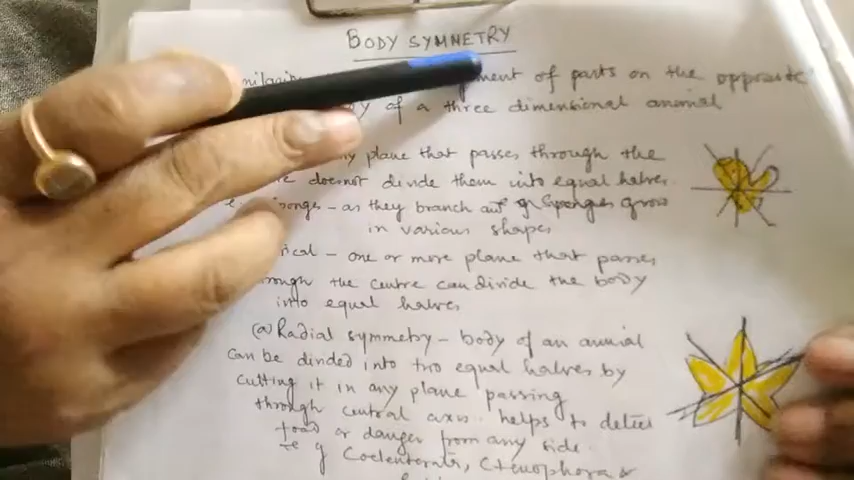 BODY SYMMETRY
of parts on the opposite
of a three dimensional animal
plane that passes through the
doesnot divide them into equal halves
as they branch out Sponges grow
in various shapes
ical - one or more plane that passes
the centre can divide the body
into equal halves
(a) Radial symmetry - body of an animal
can be divided into two equal halves by
cutting it in any plane passing
through central axis. helps to detect
food or danger from any side.
e g Coelenterates, Ctenophora &